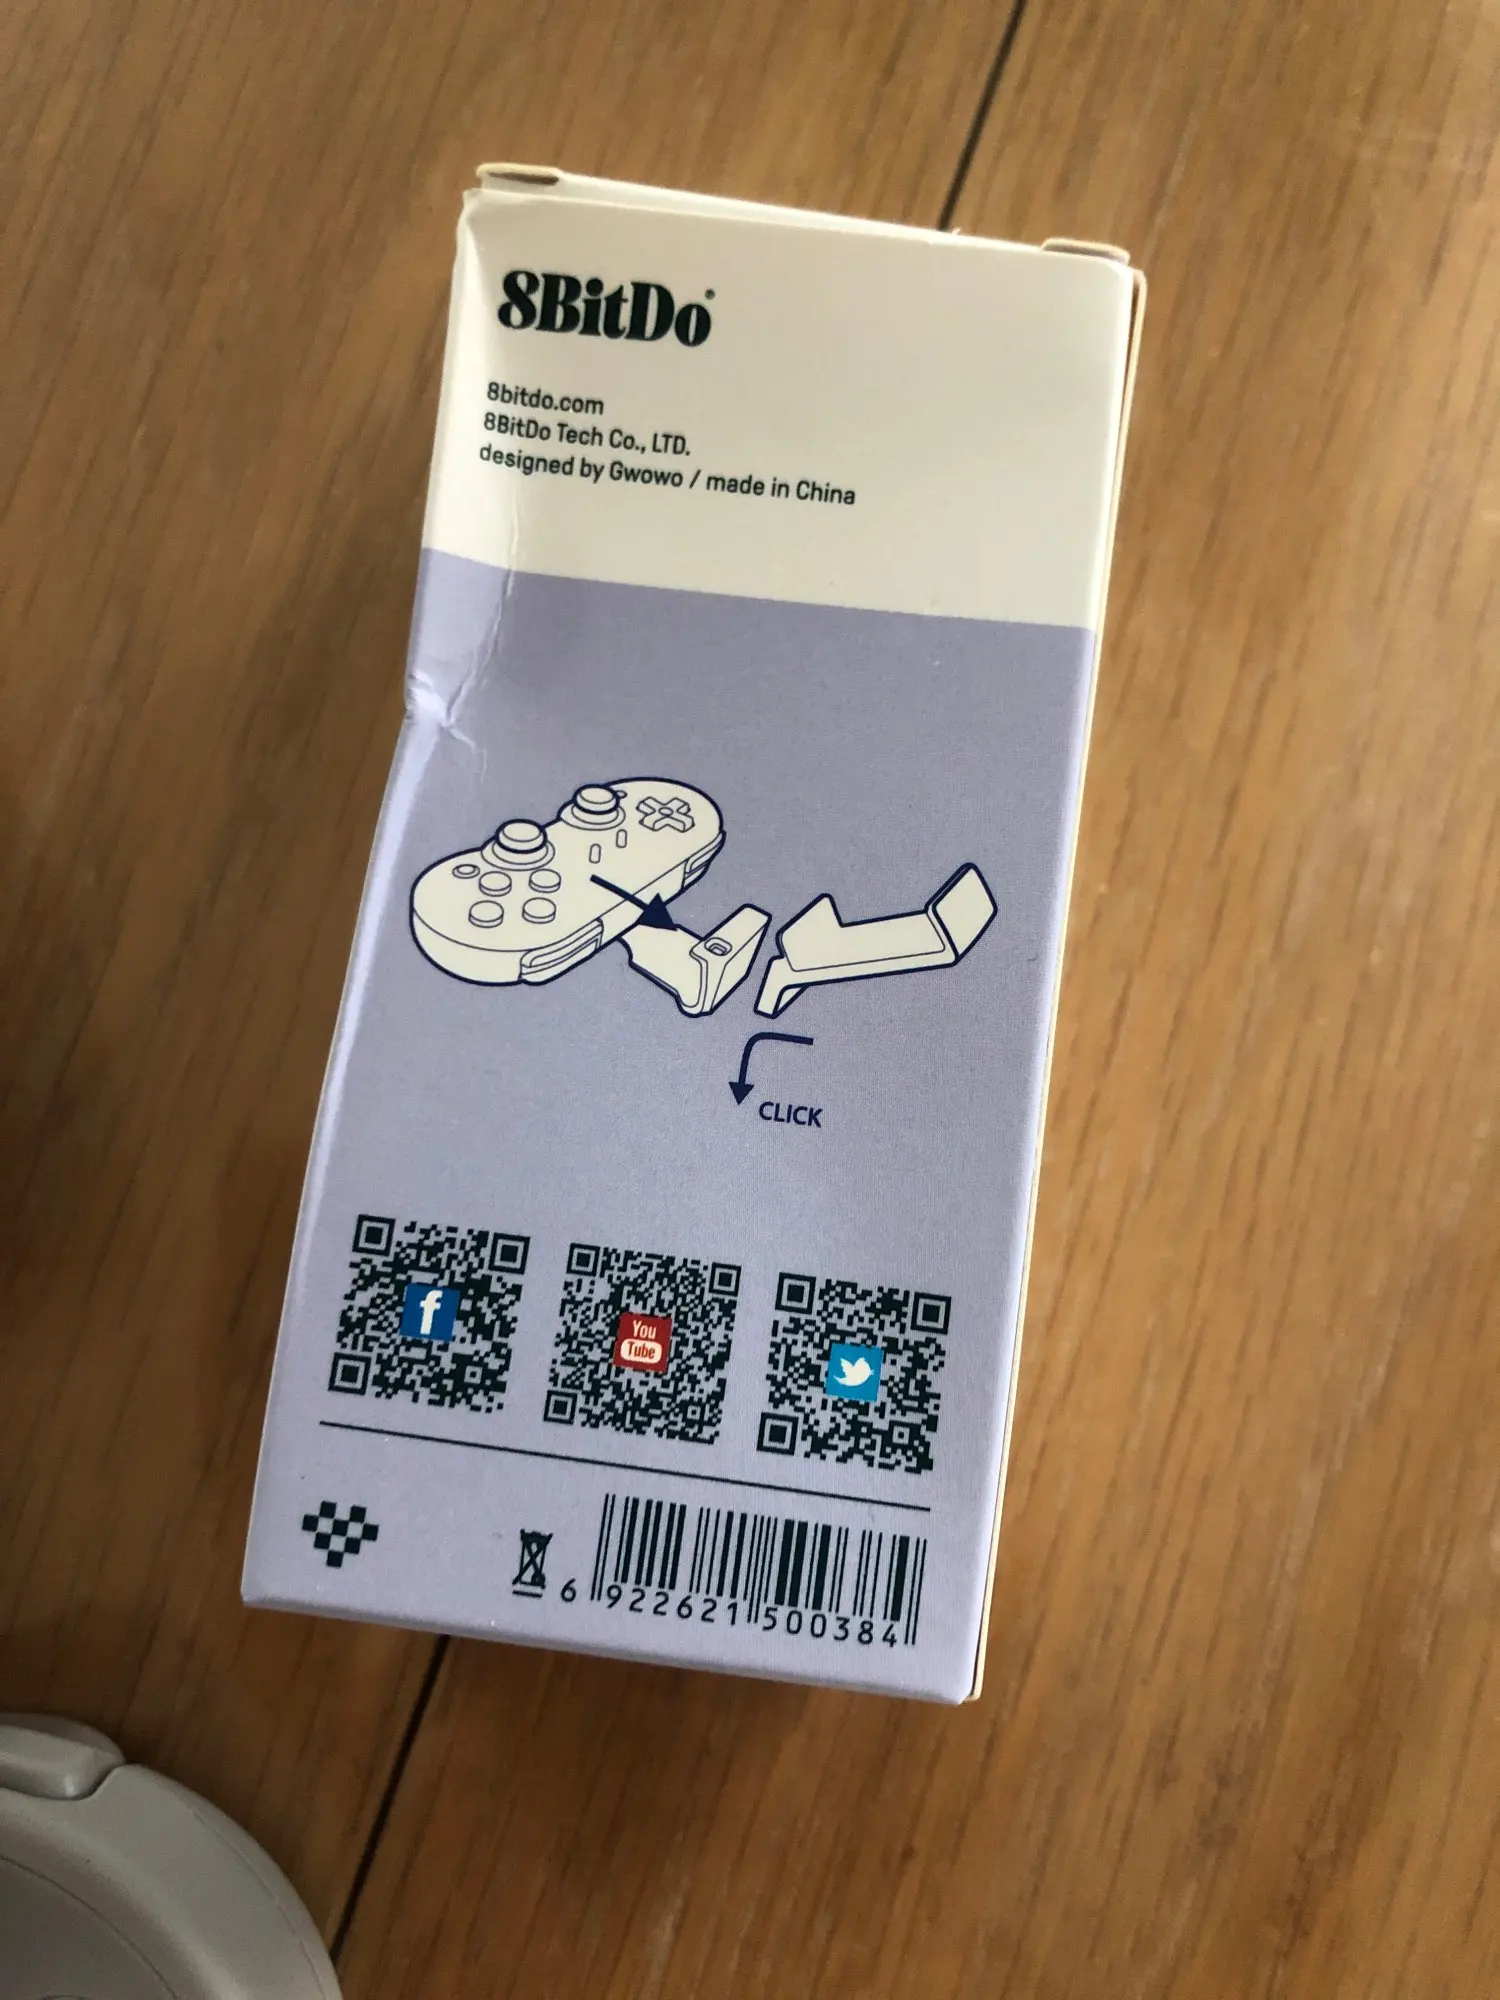 8BitDo®
8bitdo.com
8BitDo Tech Co., LTD.
designed by Gwowo / made in China
CLICK
f
You
Tube
6 922621 500384